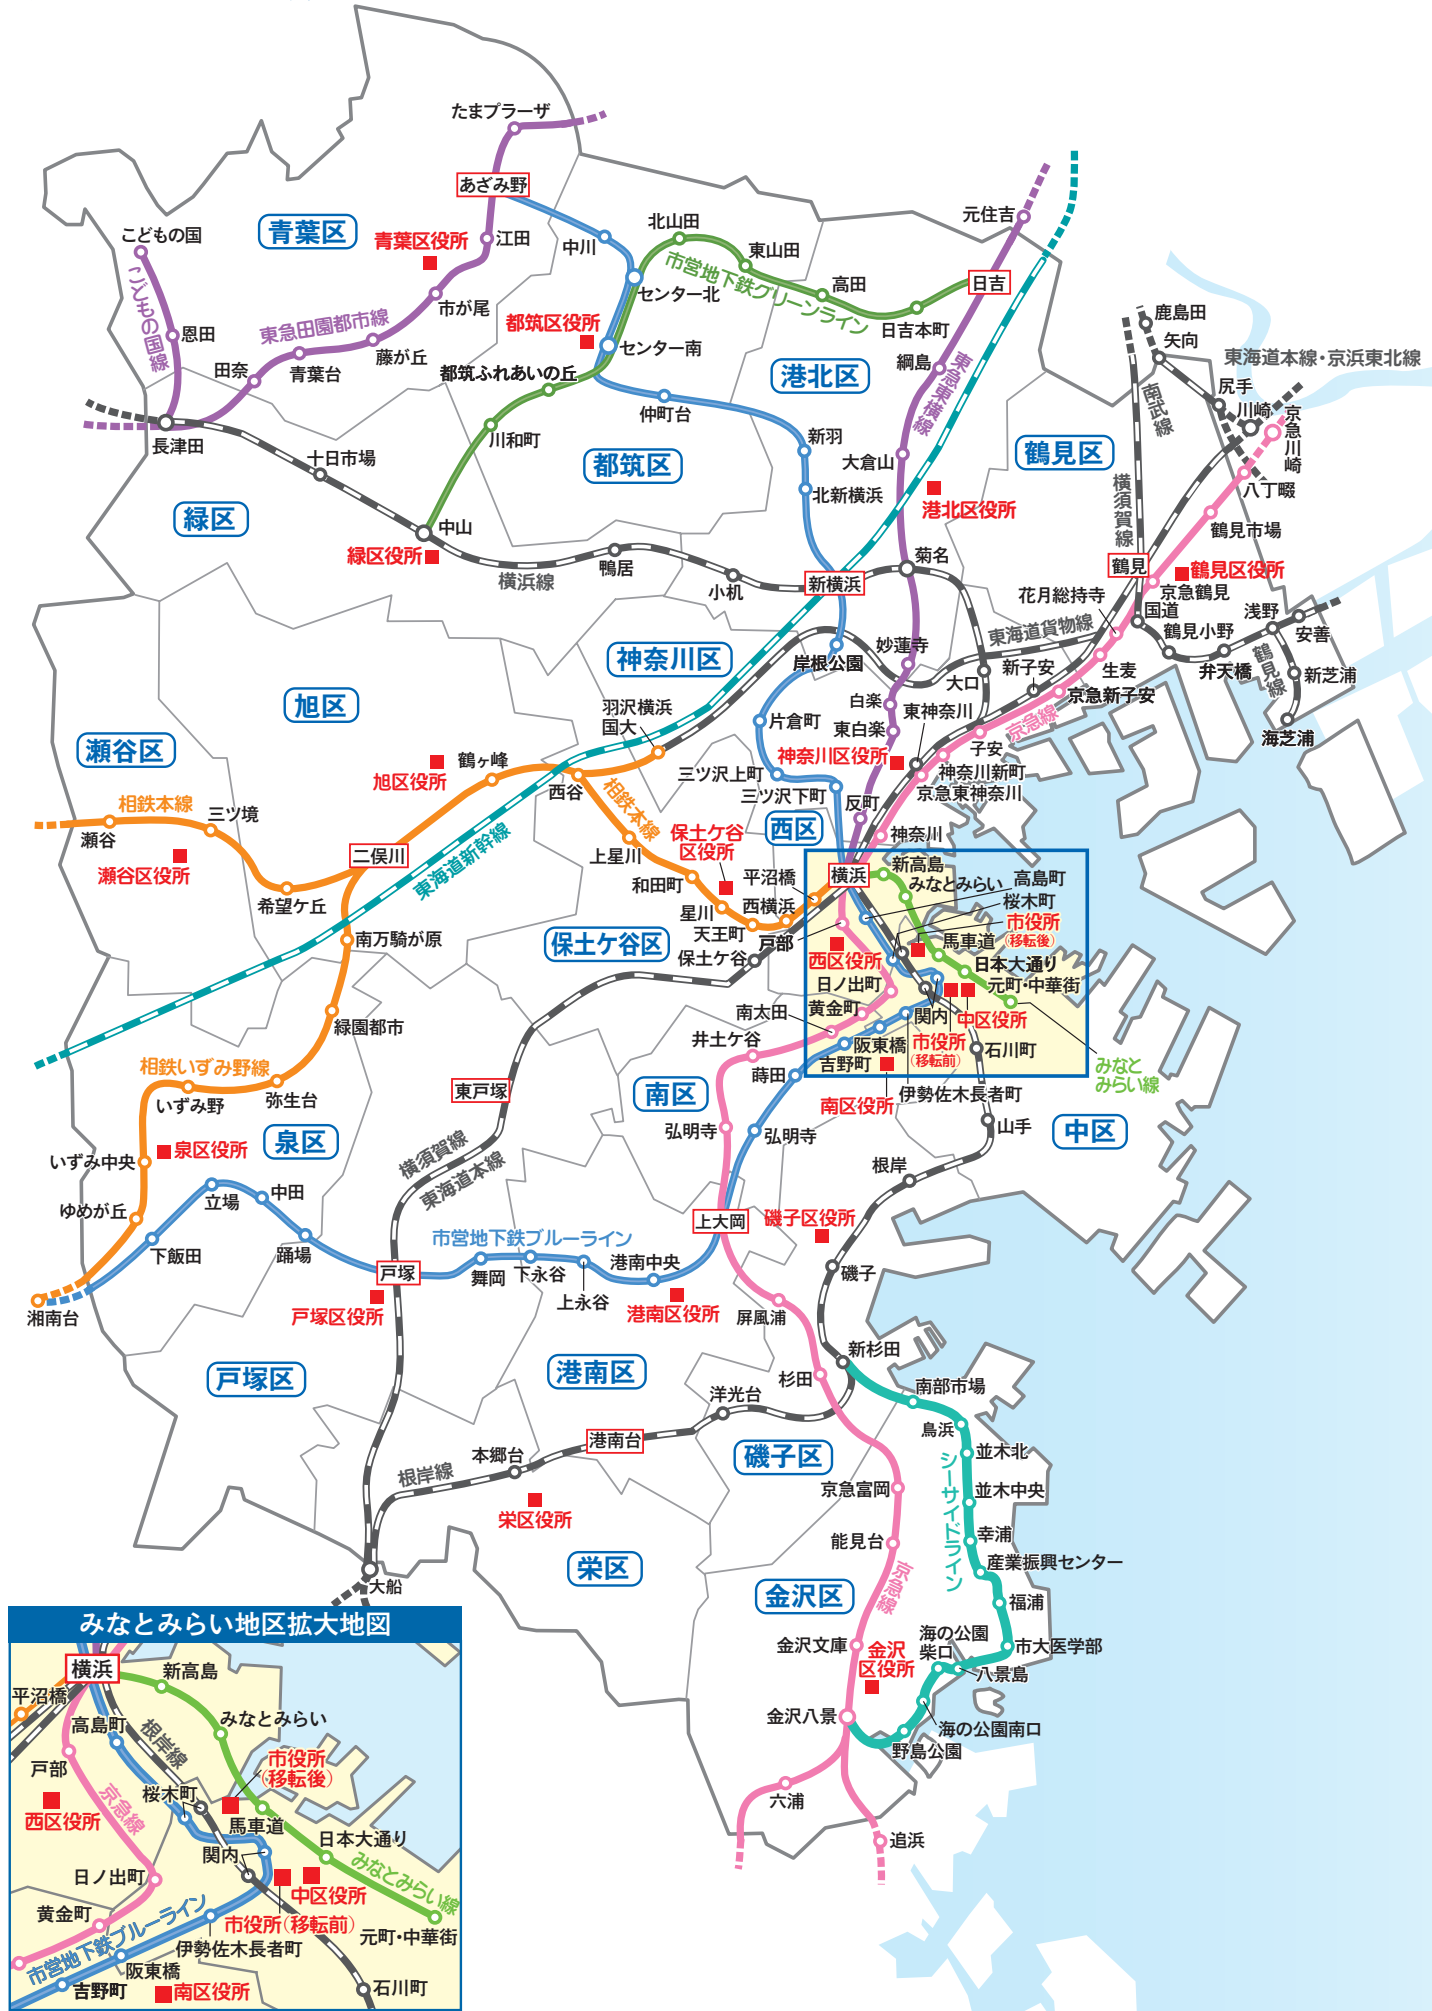 たまプラーザ
あざみ野
青葉区
青葉区役所
江田
こどもの国
こどもの国線
恩田
田奈
東急田園都市線
青葉台
藤が丘
市が尾
長津田
中川
北山田
東山田
市営地下鉄グリーンライン
高田
日吉本町
日吉
元住吉
センター北
都筑区役所
センター南
都筑ふれあいの丘
仲町台
川和町
都筑区
港北区
綱島
東急東横線
新羽
大倉山
北新横浜
港北区役所
鶴見区
鹿島田
矢向
東海道本線・京浜東北線
南武線
尻手
川崎
京急川崎
八丁畷
横須賀線
鶴見市場
十日市場
緑区
中山
緑区役所
横浜線
鴨居
小机
新横浜
菊名
鶴見
鶴見区役所
京急鶴見
花月総持寺
国道
浅野
安善
鶴見小野
弁天橋
鶴見線
新芝浦
海芝浦
東海道貨物線
新子安
生麦
京急新子安
京急線
神奈川区
岸根公園
妙蓮寺
大口
白楽
東神奈川
東白楽
子安
片倉町
神奈川区役所
神奈川新町
京急東神奈川
三ツ沢上町
三ツ沢下町
反町
神奈川
羽沢横浜
国大
旭区
瀬谷区
旭区役所
鶴ヶ峰
西谷
相鉄本線
相鉄本線
瀬谷
三ツ境
瀬谷区役所
二俣川
希望ケ丘
東海道新幹線
上星川
和田町
保土ケ谷
区役所
西区
平沼橋
星川
西横浜
天王町
横浜
新高島
みなとみらい
高島町
桜木町
市役所
(移転後)
戸部
西区役所
馬車道
日本大通り
日ノ出町
元町・中華街
黄金町
関内
中区役所
市役所
(移転前)
石川町
阪東橋
吉野町
みなと
みらい線
南区役所
伊勢佐木長者町
保土ケ谷区
保土ケ谷
南太田
井土ケ谷
蒔田
南万騎が原
緑園都市
相鉄いずみ野線
いずみ野
弥生台
東戸塚
南区
弘明寺
弘明寺
山手
中区
根岸
泉区
泉区役所
いずみ中央
ゆめが丘
立場
中田
下飯田
踊場
湘南台
横須賀線
東海道本線
市営地下鉄ブルーライン
戸塚
舞岡
下永谷
上永谷
港南中央
港南区役所
上大岡
磯子区役所
磯子
屏風浦
戸塚区役所
戸塚区
港南区
新杉田
杉田
南部市場
鳥浜
洋光台
港南台
本郷台
根岸線
磯子区
並木北
並木中央
シーサイドライン
幸浦
産業振興センター
福浦
市大医学部
京急富岡
能見台
京急線
栄区役所
栄区
金沢区
大船
金沢文庫
金沢
区役所
海の公園
柴口
八景島
金沢八景
海の公園南口
野島公園
六浦
追浜
みなとみらい地区拡大地図
横浜
新高島
平沼橋
高島町
根岸線
みなとみらい
戸部
市役所
(移転後)
西区役所
京急線
桜木町
馬車道
関内
日本大通り
日ノ出町
中区役所
みなとみらい線
黄金町
市役所(移転前)
市営地下鉄ブルーライン
伊勢佐木長者町
元町・中華街
阪東橋
吉野町
南区役所
石川町